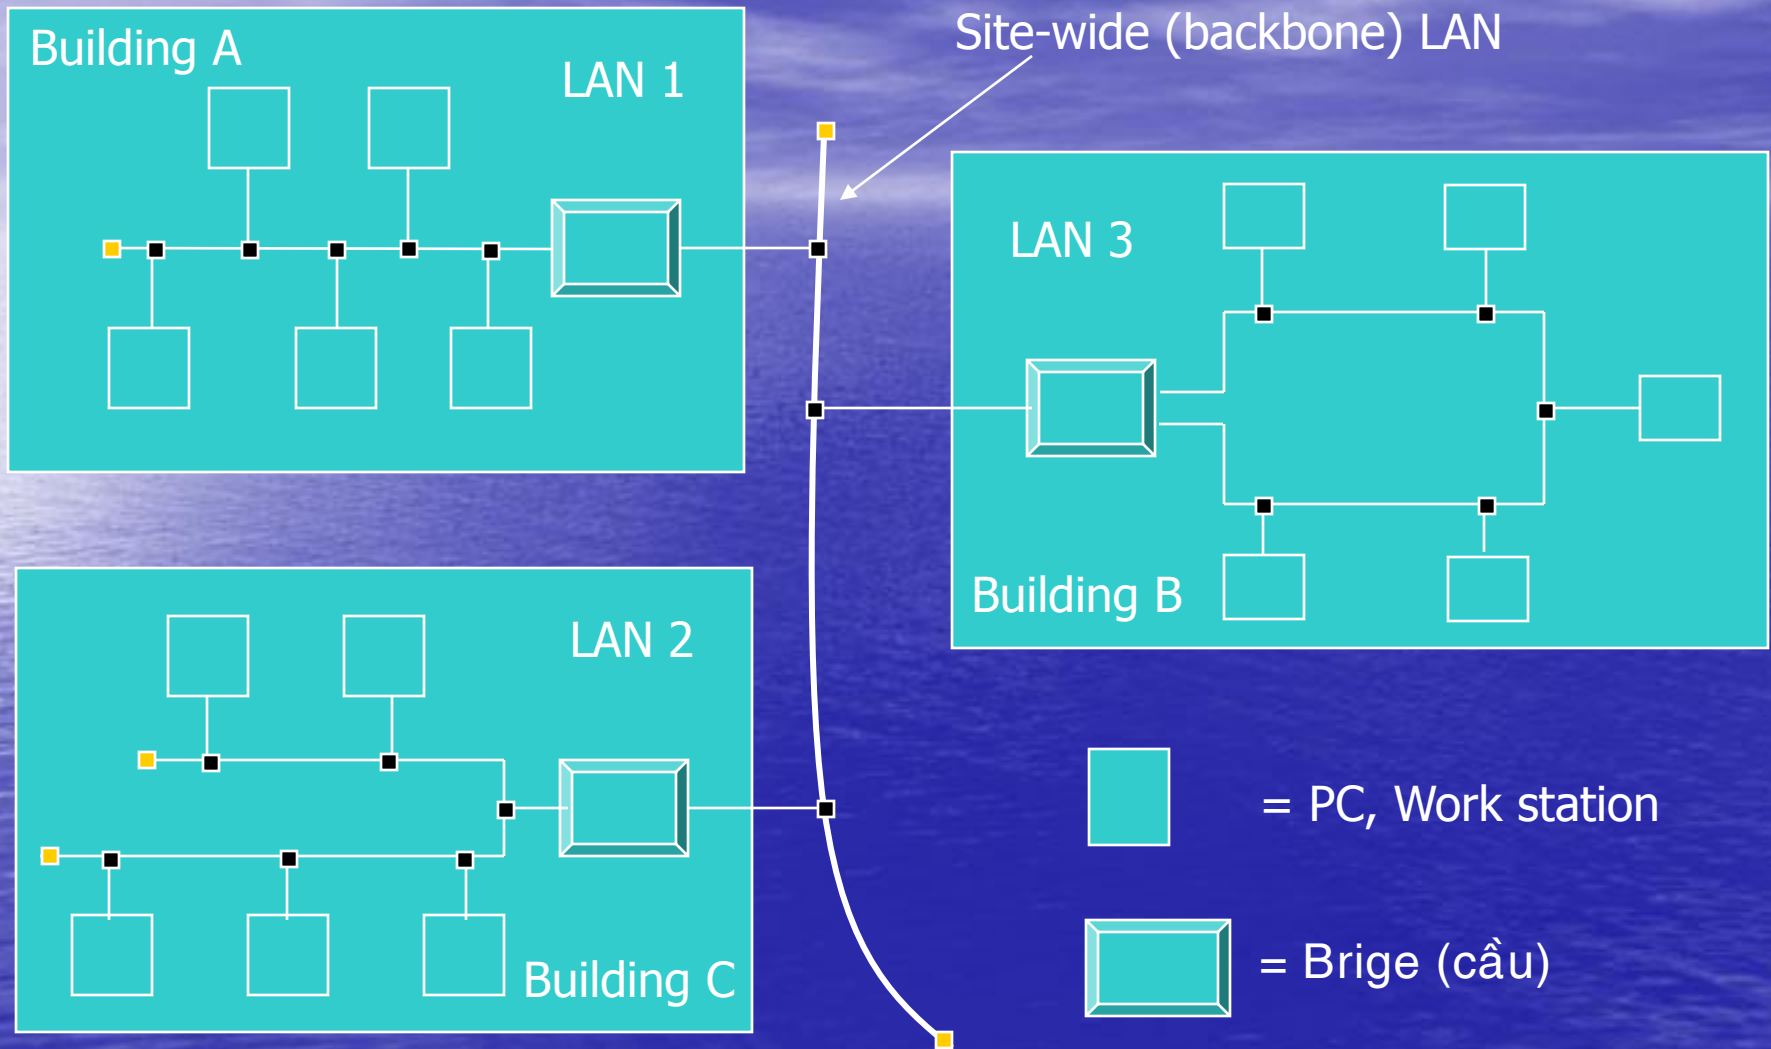 Building A
LAN 1
Site-wide (backbone) LAN
LAN 3
Building B
LAN 2
Building C
= PC, Work station
= Brige (cầu)